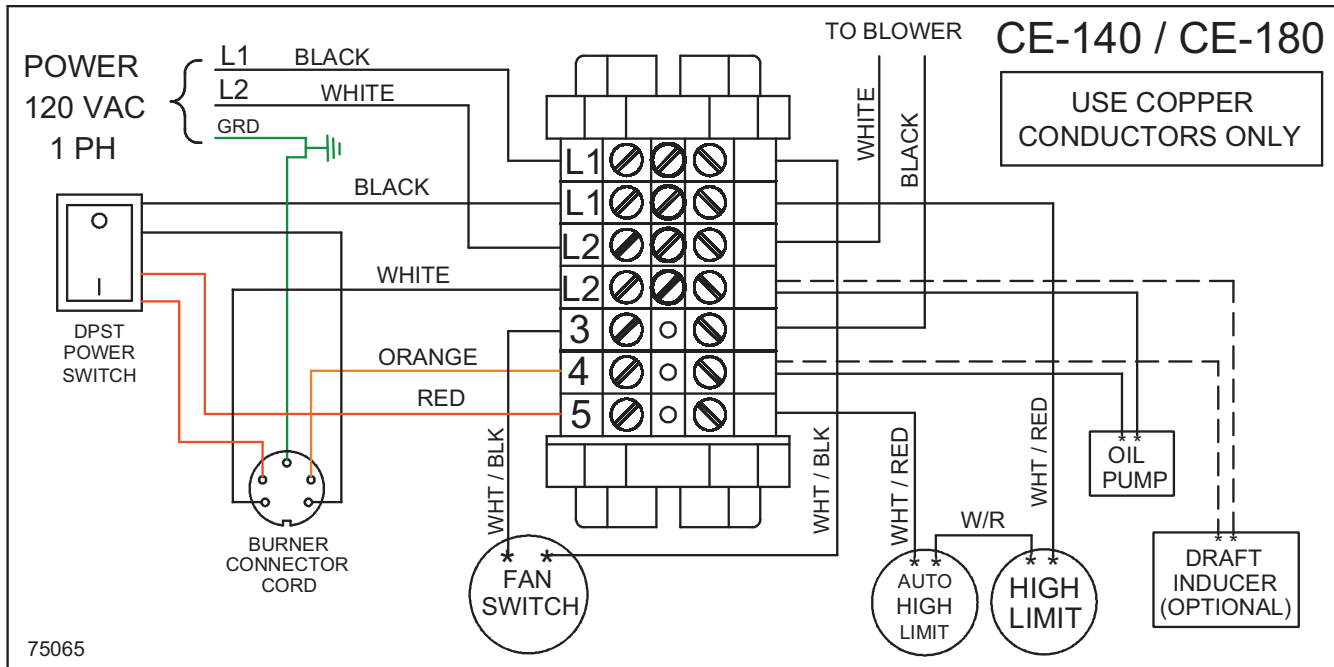 CE-140 / CE-180
USE COPPER
CONDUCTORS ONLY
POWER
120 VAC
1 PH
L1
BLACK
L2
WHITE
GRD
TO BLOWER
WHITE
BLACK
BLACK
WHITE
ORANGE
RED
L1
L1
L2
L2
3
4
5
DPST
POWER
SWITCH
BURNER
CONNECTOR
CORD
WHT / BLK
WHT / BLK
WHT / RED
WHT / RED
W/R
* *
FAN
SWITCH
* *
AUTO
HIGH
LIMIT
* *
HIGH
LIMIT
* *
OIL
PUMP
* *
DRAFT
INDUCER
(OPTIONAL)
75065